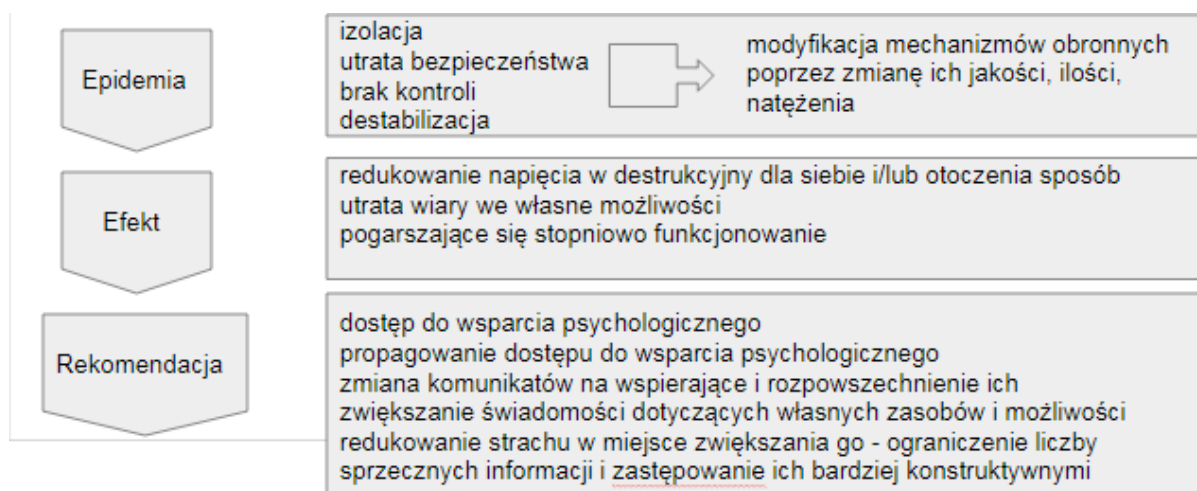 Epidemia
izolacja
utrata bezpieczeństwa
brak kontroli
destabilizacja
modyfikacja mechanizmów obronnych
poprzez zmianę ich jakości, ilości,
natężenia
Efekt
redukowanie napięcia w destrukcyjny dla siebie i/lub otoczenia sposób
utrata wiary we własne możliwości
pogarszające się stopniowo funkcjonowanie
Rekomendacja
dostęp do wsparcia psychologicznego
propagowanie dostępu do wsparcia psychologicznego
zmiana komunikatów na wspierające i rozpowszechnienie ich
zwiększanie świadomości dotyczących własnych zasobów i możliwości
redukowanie strachu w miejsce zwiększania go - ograniczenie liczby
sprzecznych informacji i zastępowanie ich bardziej konstruktywnymi